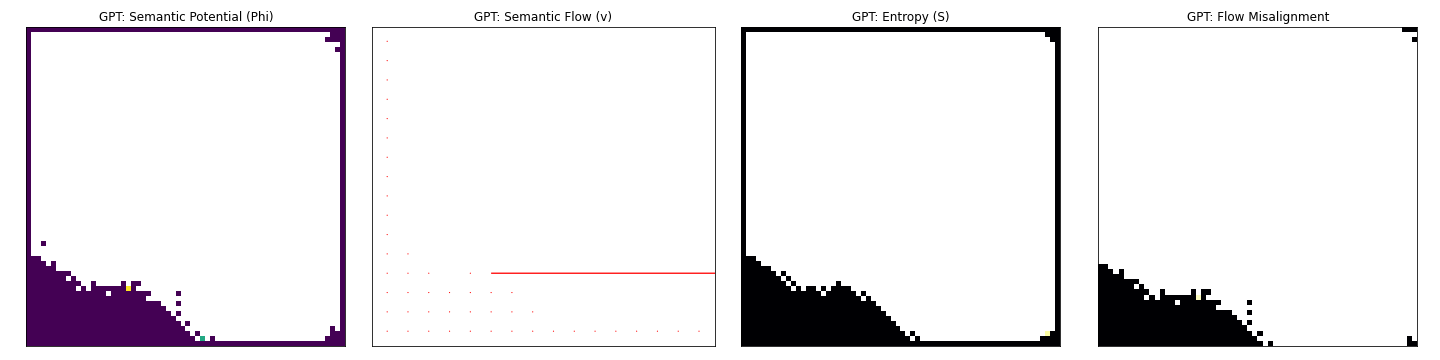 GPT: Semantic Potential (Phi)
GPT: Semantic Flow (v)
GPT: Entropy (S)
GPT: Flow Misalignment